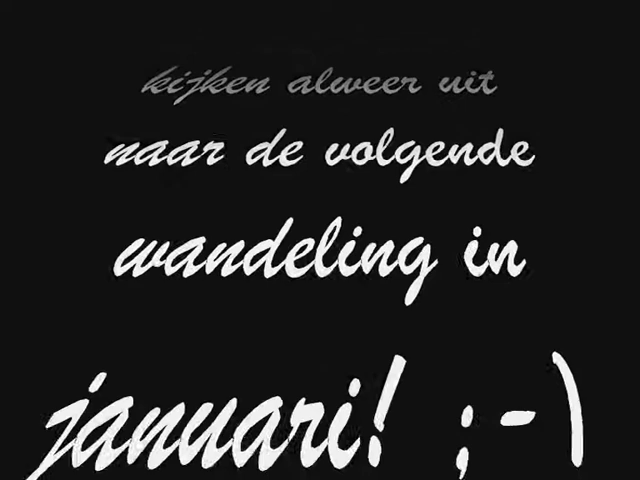 kijken alweer uit
naar de volgende
wandeling in
januari! ;-)